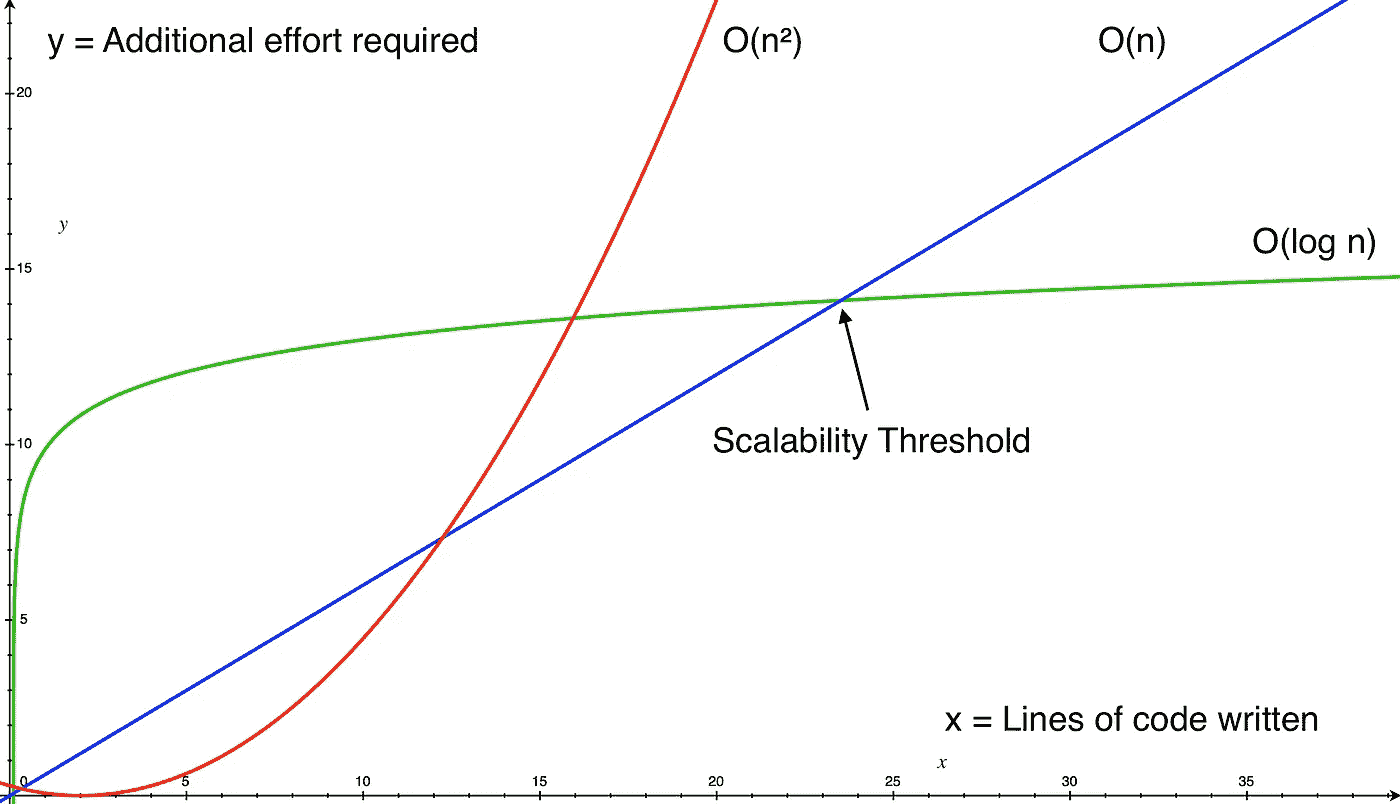 y = Additional effort required
O(n²)
O(n)
20
y
O(log n)
15
10
Scalability Threshold
5
x = Lines of code written
x
0 5 10 15 20 25 30 35